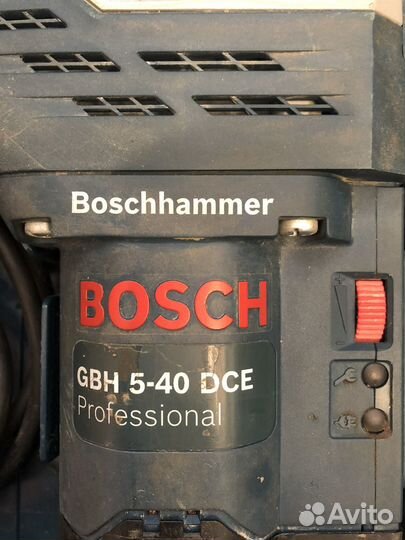 Boschhammer
BOSCH
GBH 5-40 DCE
Professional
Avito